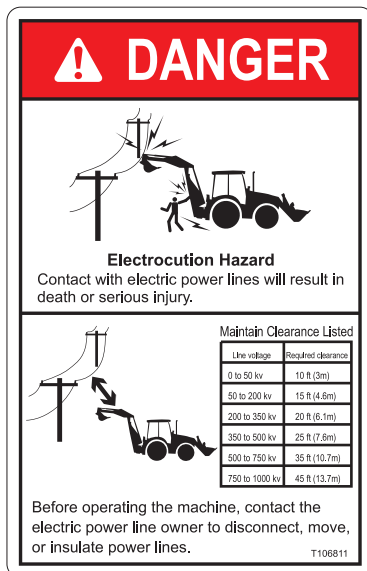 DANGER
Electrocution Hazard
Contact with electric power lines will result in
death or serious injury.
Maintain Clearance Listed
Line voltage Required clearance
0 to 50 kv 10 ft (3m)
50 to 200 kv 15 ft (4.6m)
200 to 350 kv 20 ft (6.1m)
350 to 500 kv 25 ft (7.6m)
500 to 750 kv 35 ft (10.7m)
750 to 1000 kv 45 ft (13.7m)
Before operating the machine, contact the
electric power line owner to disconnect, move,
or insulate power lines.
T106811